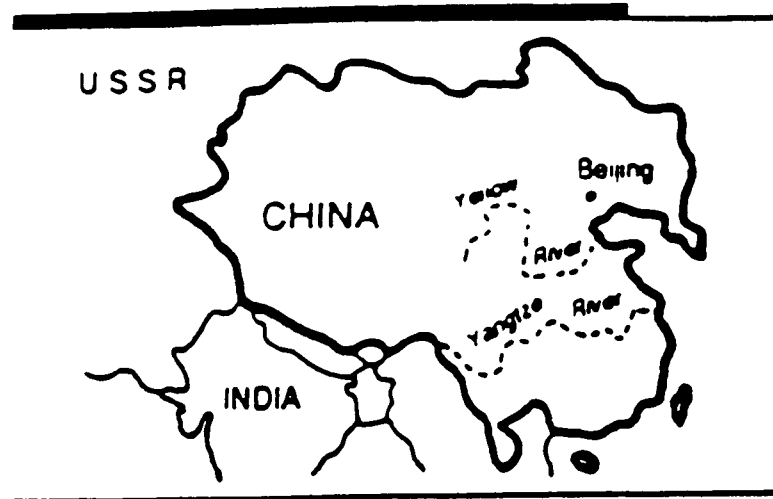 USSR
Beijing
Yellow
CHINA
River
Yangtze River
INDIA